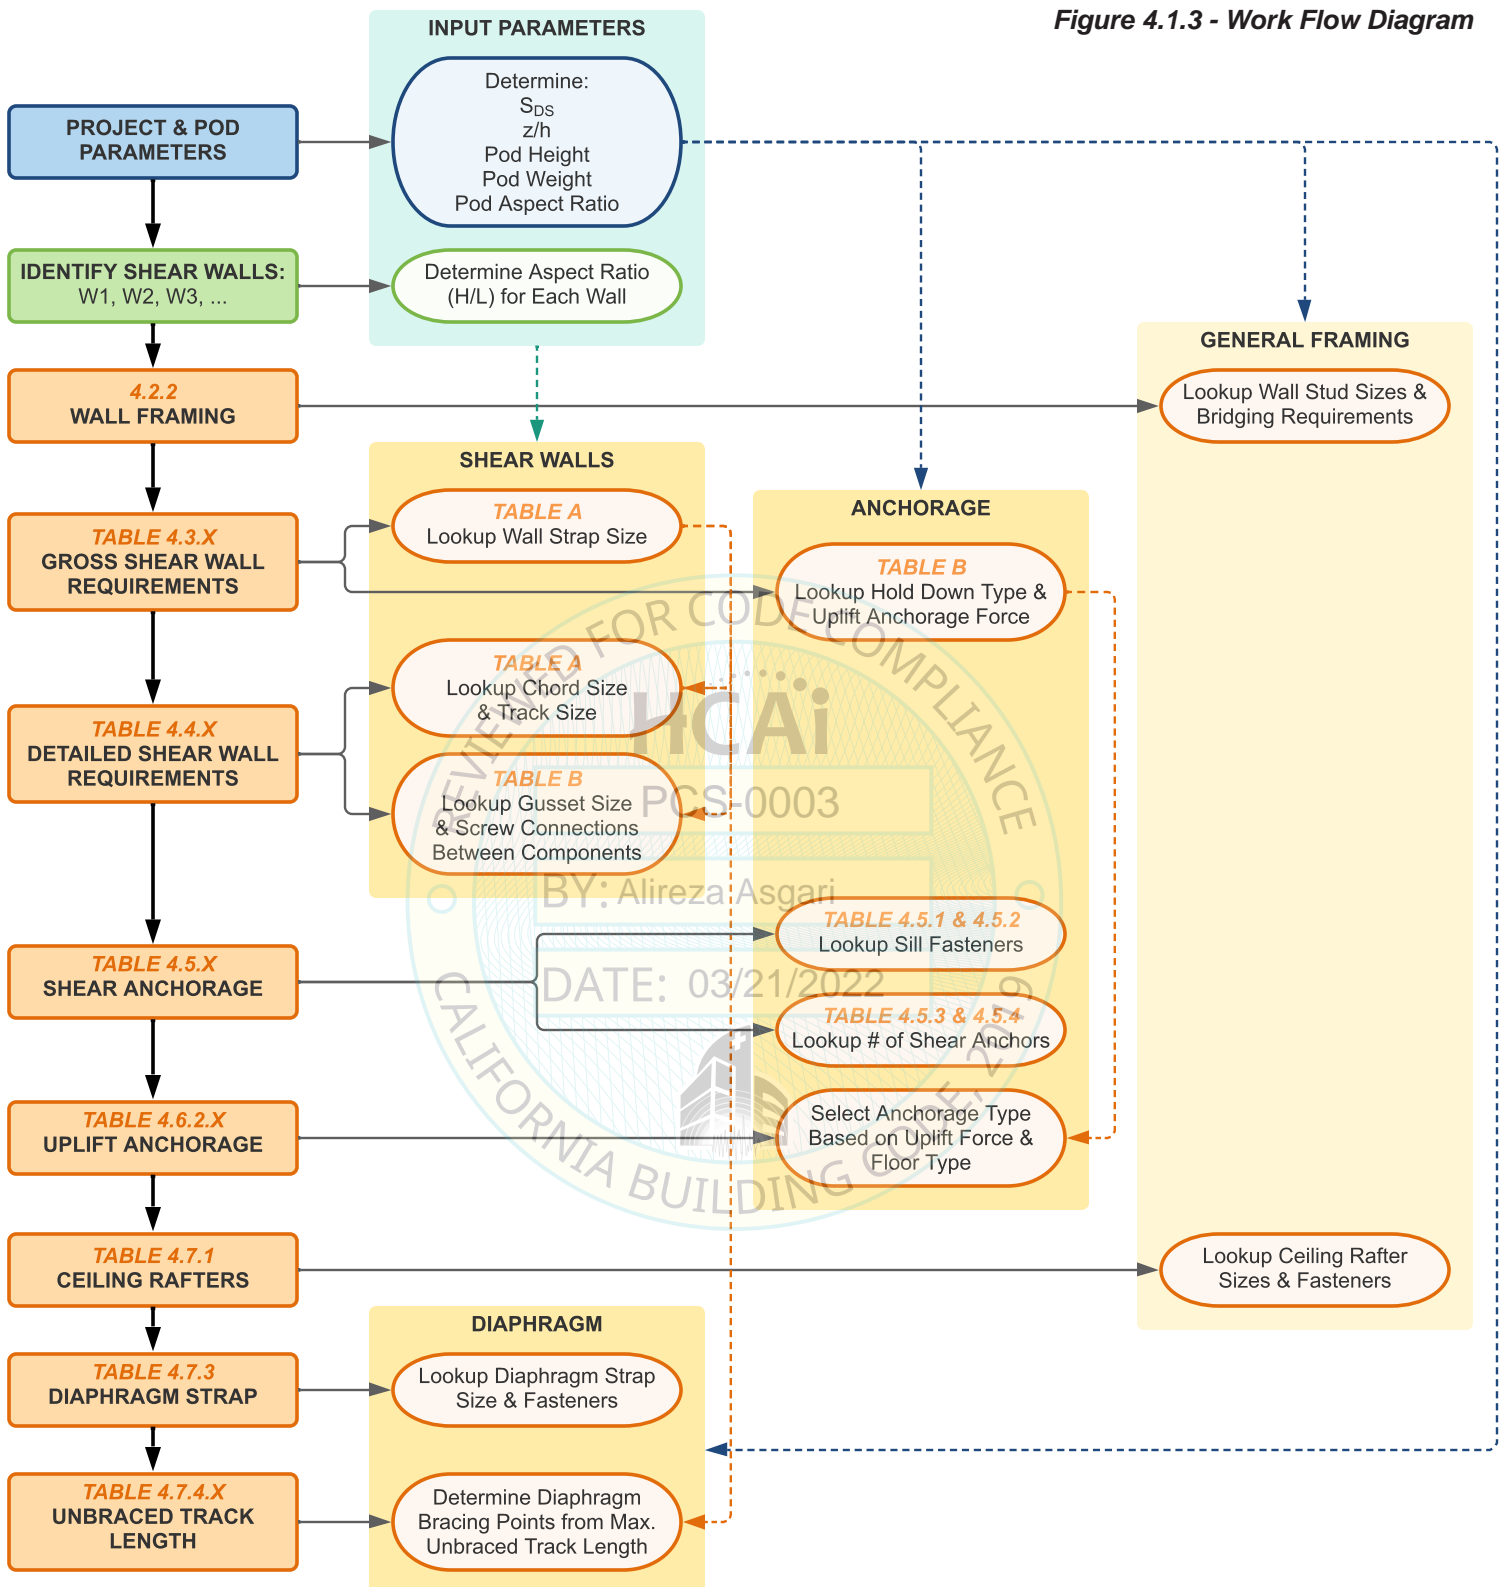 Figure 4.1.3 - Work Flow Diagram
INPUT PARAMETERS
Determine:
SDS
z/h
Pod Height
Pod Weight
Pod Aspect Ratio
PROJECT & POD
PARAMETERS
IDENTIFY SHEAR WALLS:
W1, W2, W3, ...
Determine Aspect Ratio
(H/L) for Each Wall
GENERAL FRAMING
4.2.2
WALL FRAMING
Lookup Wall Stud Sizes &
Bridging Requirements
SHEAR WALLS
TABLE A
Lookup Wall Strap Size
ANCHORAGE
TABLE 4.3.X
GROSS SHEAR WALL
REQUIREMENTS
TABLE B
Lookup Hold Down Type &
Uplift Anchorage Force
TABLE A
Lookup Chord Size
& Track Size
TABLE 4.4.X
DETAILED SHEAR WALL
REQUIREMENTS
TABLE B
Lookup Gusset Size
& Screw Connections
Between Components
REVIEWED FOR CODE COMPLIANCE
HCAi
PCS-0003
BY: Alireza Asgari
DATE: 03/21/2022
CALIFORNIA BUILDING CODE, 2019
TABLE 4.5.X
SHEAR ANCHORAGE
TABLE 4.5.1 & 4.5.2
Lookup Sill Fasteners
TABLE 4.5.3 & 4.5.4
Lookup # of Shear Anchors
TABLE 4.6.2.X
UPLIFT ANCHORAGE
Select Anchorage Type
Based on Uplift Force &
Floor Type
TABLE 4.7.1
CEILING RAFTERS
Lookup Ceiling Rafter
Sizes & Fasteners
DIAPHRAGM
TABLE 4.7.3
DIAPHRAGM STRAP
Lookup Diaphragm Strap
Size & Fasteners
TABLE 4.7.4.X
UNBRACED TRACK
LENGTH
Determine Diaphragm
Bracing Points from Max.
Unbraced Track Length